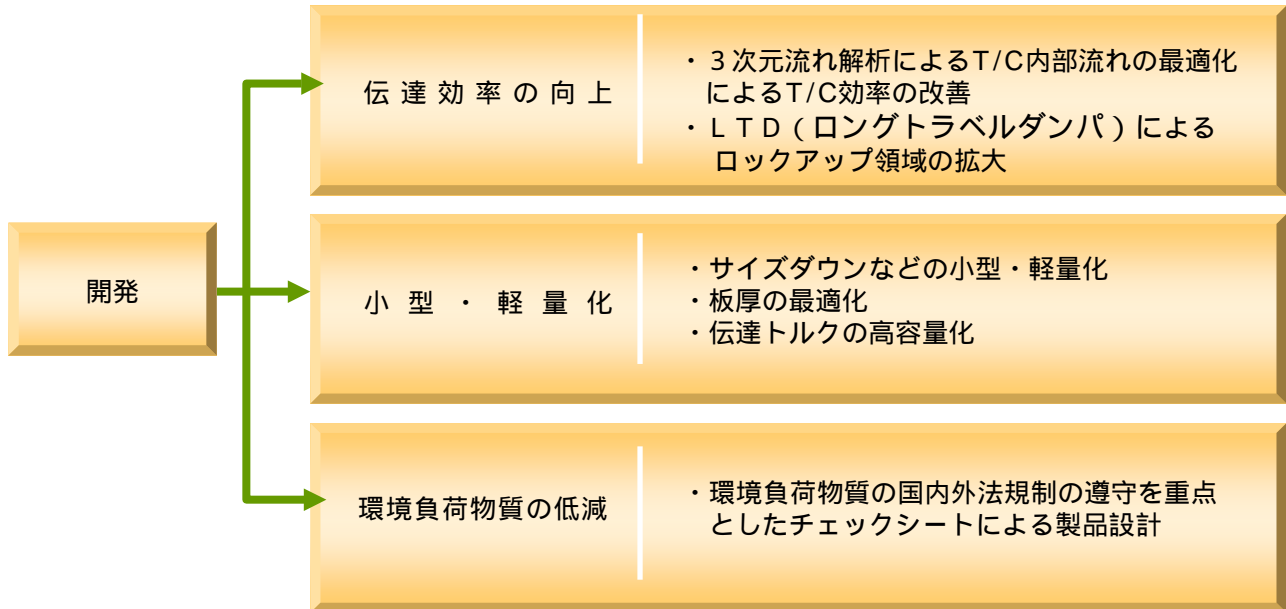 開発
伝達効率の向上
・３次元流れ解析によるT/C内部流れの最適化
によるT/C効率の改善
・ＬＴＤ（ロングトラベルダンパ）による
ロックアップ領域の拡大
小型・軽量化
・サイズダウンなどの小型・軽量化
・板厚の最適化
・伝達トルクの高容量化
環境負荷物質の低減
・環境負荷物質の国内外法規制の遵守を重点
としたチェックシートによる製品設計